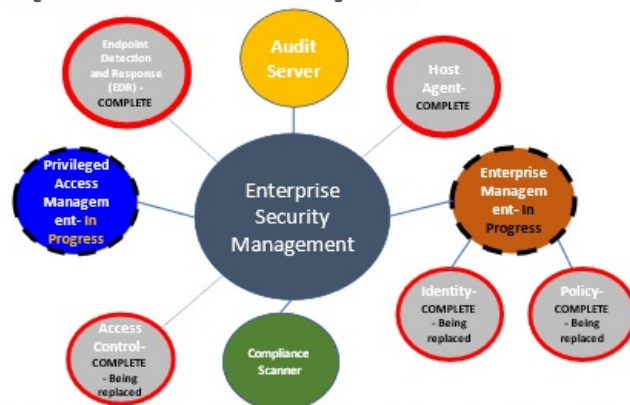 Endpoint
Detection
and Response
(EDR) -
COMPLETE
Audit
Server
Host
Agent-
COMPLETE
Privileged
Access
Managem
ent- In
Progress
Enterprise
Security
Management
Enterprise
Managem
ent- In
Progress
Access
Control-
COMPLETE
- Being
replaced
Compliance
Scanner
Identity-
COMPLETE
- Being
replaced
Policy-
COMPLETE
- Being
replaced